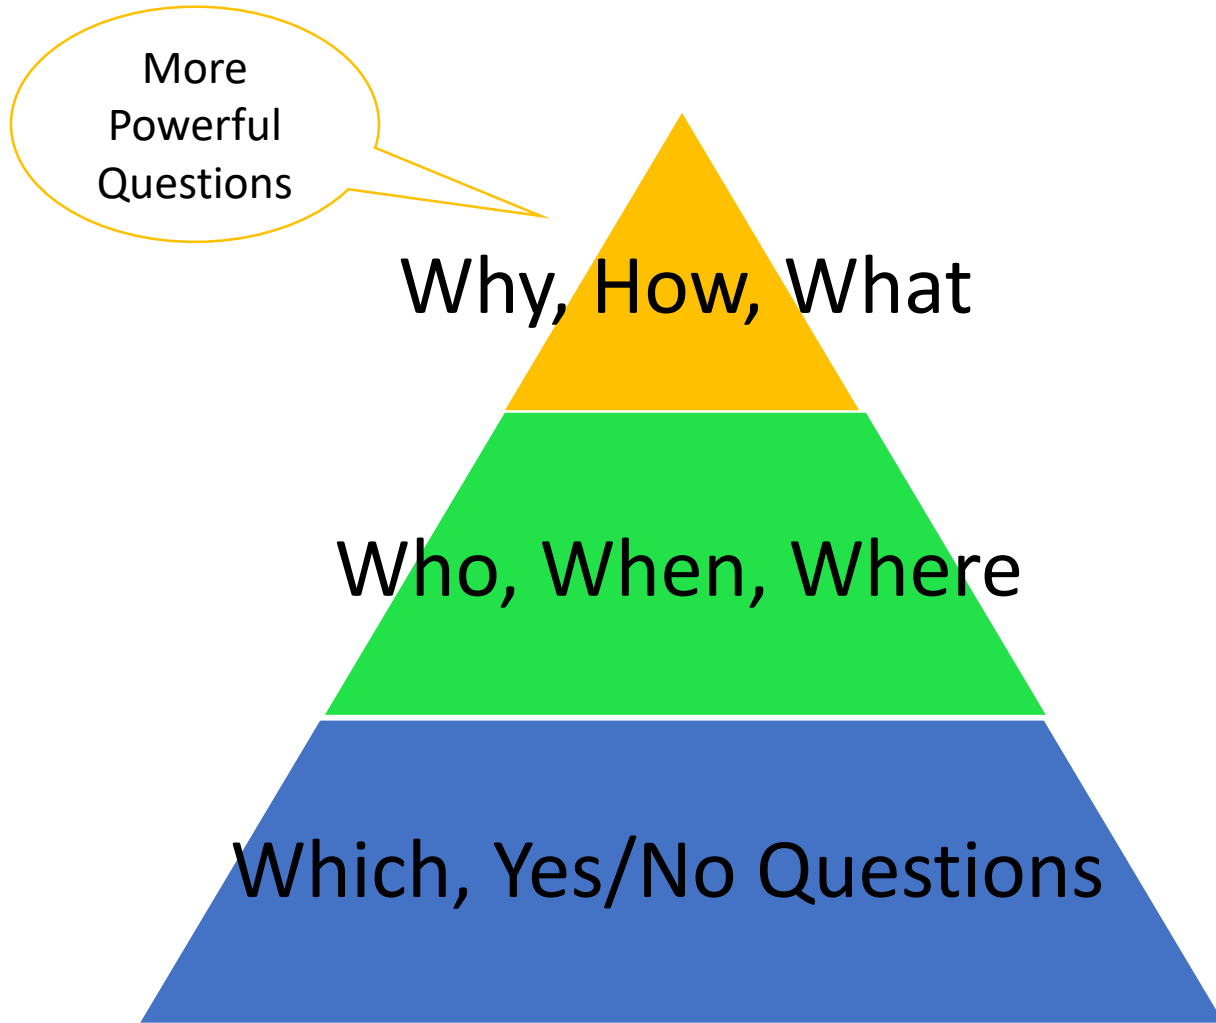 More
Powerful
Questions
Why, How, What
Who, When, Where
Which, Yes/No Questions